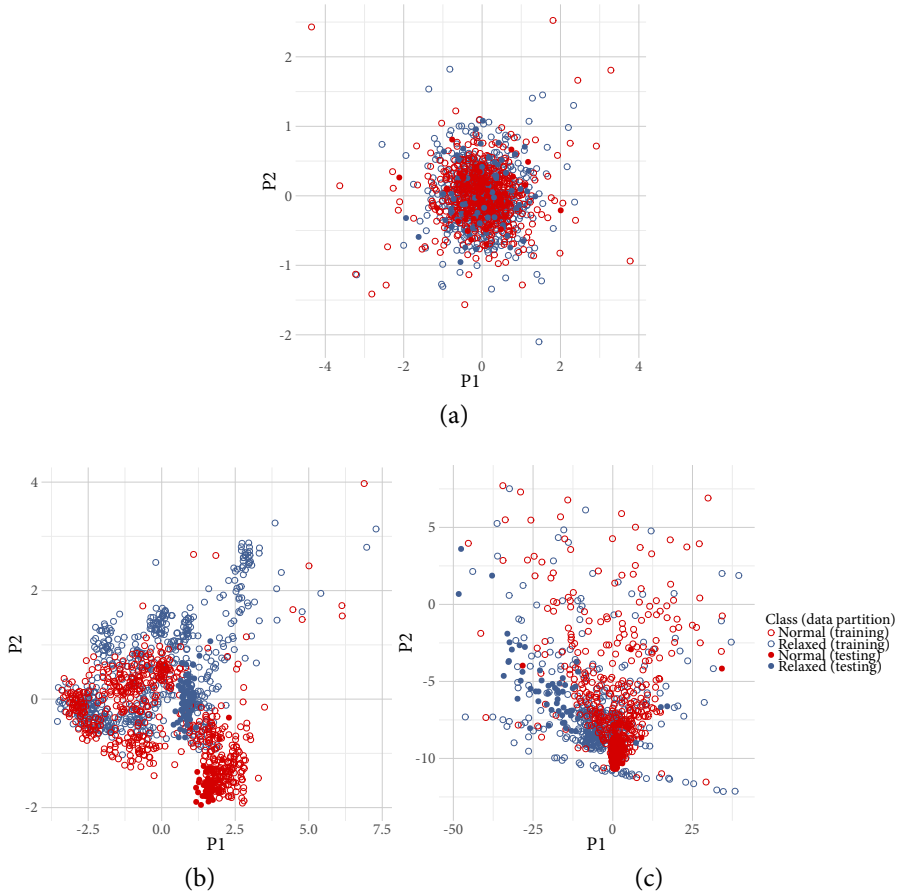 2
1
0
-1
-2
P2
-4
-2
0
2
4
P1
(a)
4
2
0
-2
P2
-2.5
0.0
2.5
5.0
7.5
P1
(b)
5
0
-5
-10
P2
-50
-25
0
25
P1
(c)
Class (data partition)
Normal (training)
Relaxed (training)
Normal (testing)
Relaxed (testing)